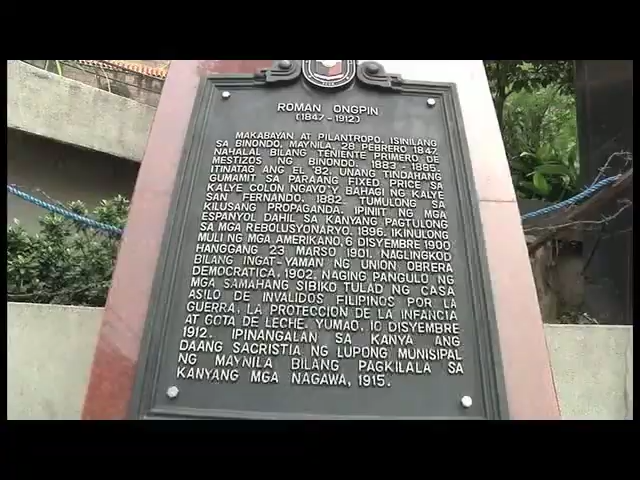 ROMAN ONGPIN
(1847-1912)
MAKABAYAN AT PILANTROPO. ISINILANG
SA BINONDO, MAYNILA, 28 PEBRERO 1847.
NAHALAL BILANG TENIENTE PRIMERO DE
MESTIZOS NG BINONDO, 1883-1885.
ITINATAG ANG EL '82, UNANG TINDAHANG
GUMAMIT SA PARAANG FIXED PRICE SA
KALYE COLON NGAYO'Y BAHAGI NG KALYE
SAN FERNANDO, 1882. TUMULONG SA
KILUSANG PROPAGANDA. IPINIIT NG MGA
ESPANYOL DAHIL SA KANYANG PAGTULONG
SA MGA REBOLUSYONARYO, 1896. IKINULONG
MULI NG MGA AMERIKANO, 6 DISYEMBRE 1900
HANGGANG 23 MARSO 1901. NAGLINGKOD
BILANG INGAT-YAMAN NG UNION OBRERA
DEMOCRATICA, 1902. NAGING PANGULO NG
MGA SAMAHANG SIBIKO TULAD NG CASA
ASILO DE INVALIDOS FILIPINOS POR LA
GUERRA, LA PROTECCION DE LA INFANCIA
AT GOTA DE LECHE. YUMAO, 10 DISYEMBRE
1912. IPINANGALAN SA KANYA ANG
DAANG SACRISTIA NG LUPONG MUNISIPAL
NG MAYNILA BILANG PAGKILALA SA
KANYANG MGA NAGAWA, 1915.